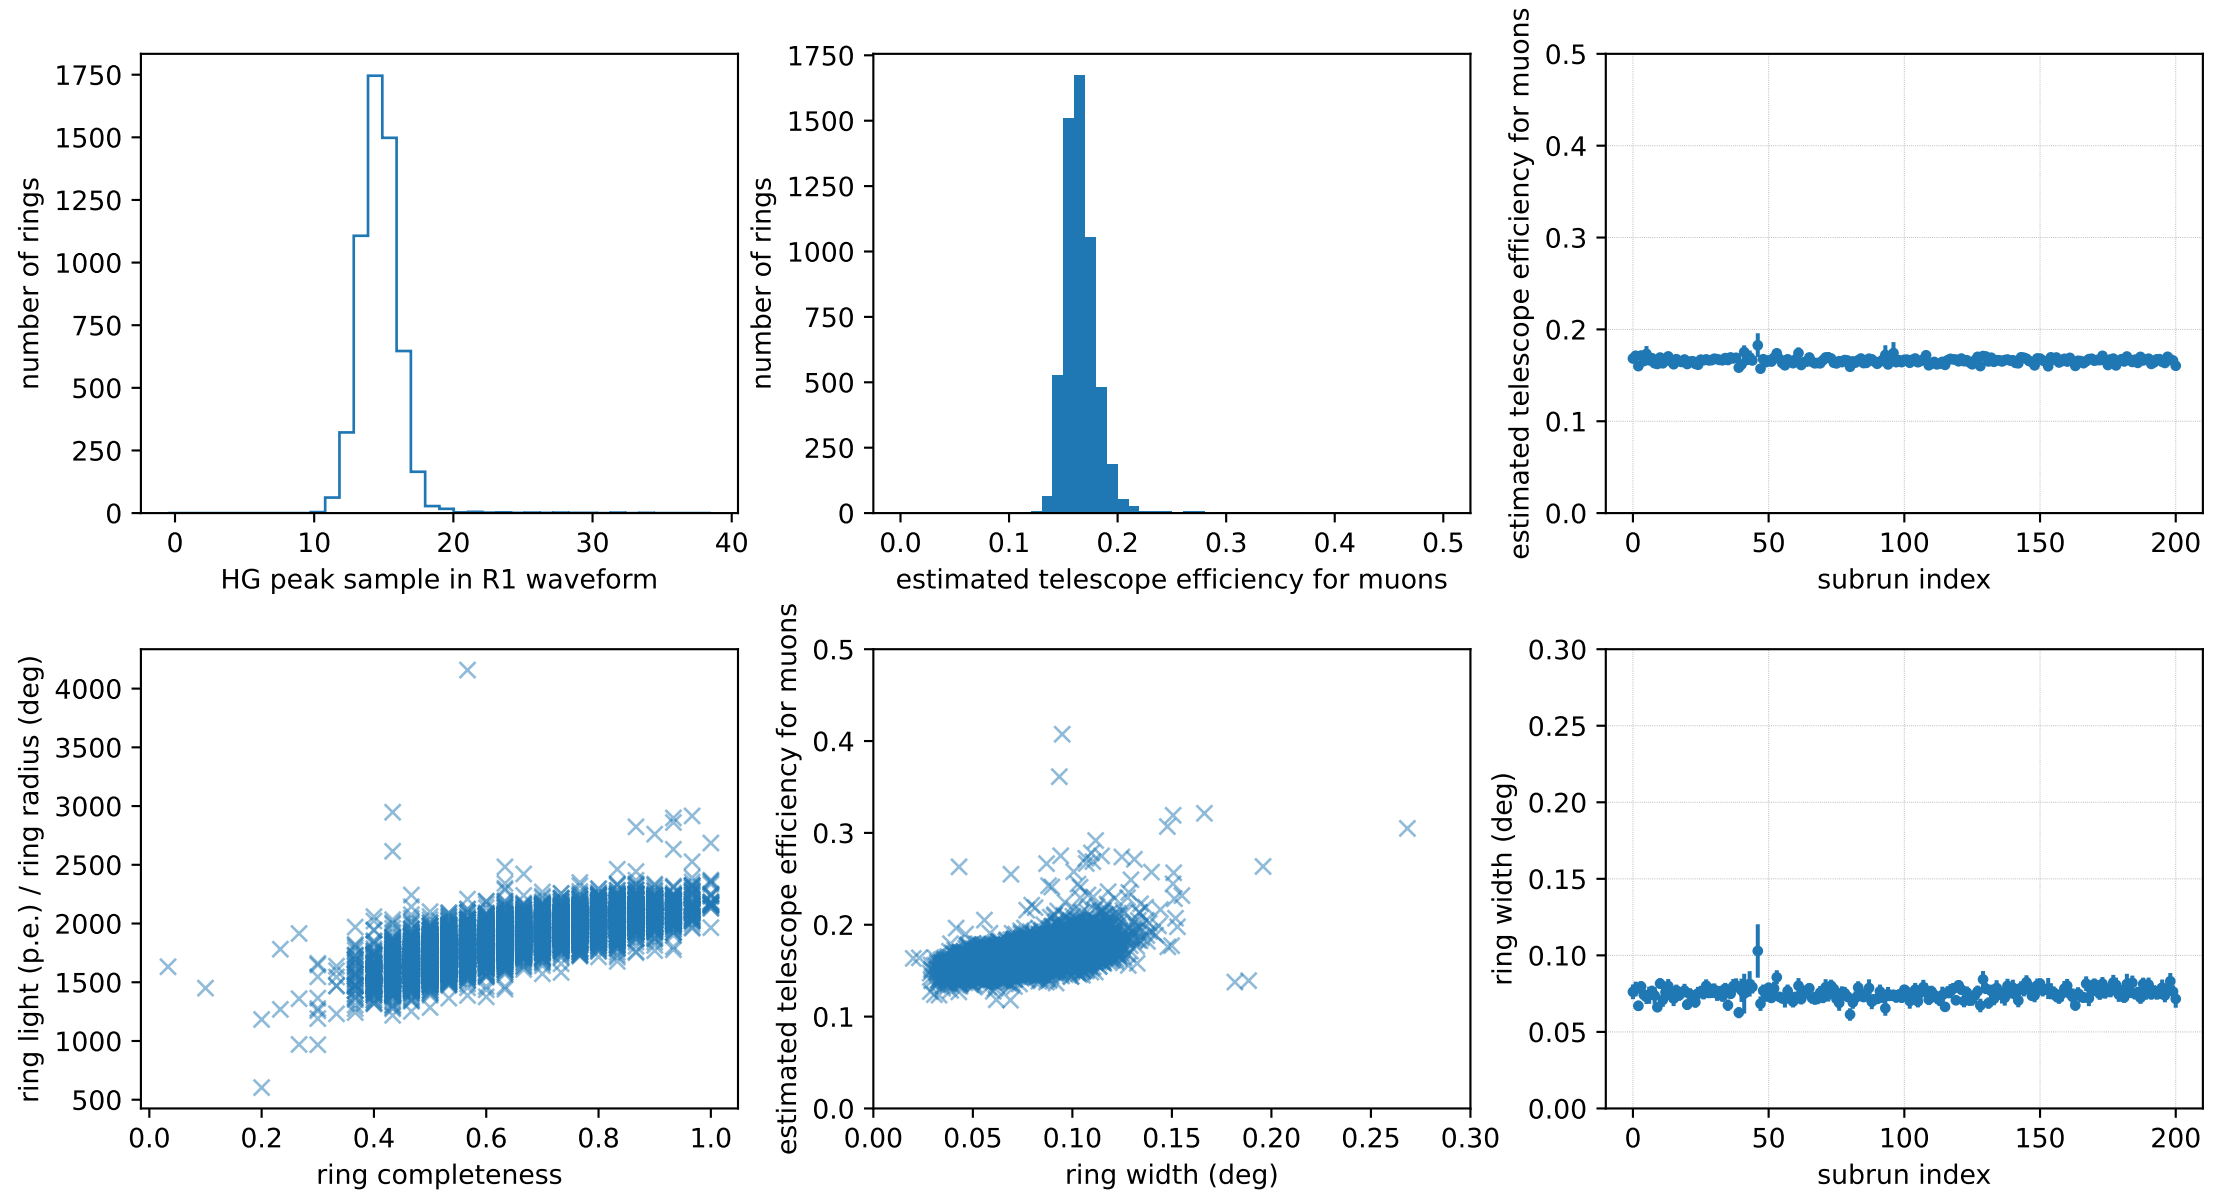 1750
1500
1250
1000
750
500
250
0
number of rings
0 10 20 30 40
HG peak sample in R1 waveform
1750
1500
1250
1000
750
500
250
0
number of rings
0.0 0.1 0.2 0.3 0.4 0.5
estimated telescope efficiency for muons
0.5
0.4
0.3
0.2
0.1
0.0
estimated telescope efficiency for muons
0 50 100 150 200
subrun index
4000
3500
3000
2500
2000
1500
1000
500
ring light (p.e.) / ring radius (deg)
0.0 0.2 0.4 0.6 0.8 1.0
ring completeness
0.5
0.4
0.3
0.2
0.1
0.0
estimated telescope efficiency for muons
0.00 0.05 0.10 0.15 0.20 0.25 0.30
ring width (deg)
0.30
0.25
0.20
0.15
0.10
0.05
0.00
ring width (deg)
0 50 100 150 200
subrun index